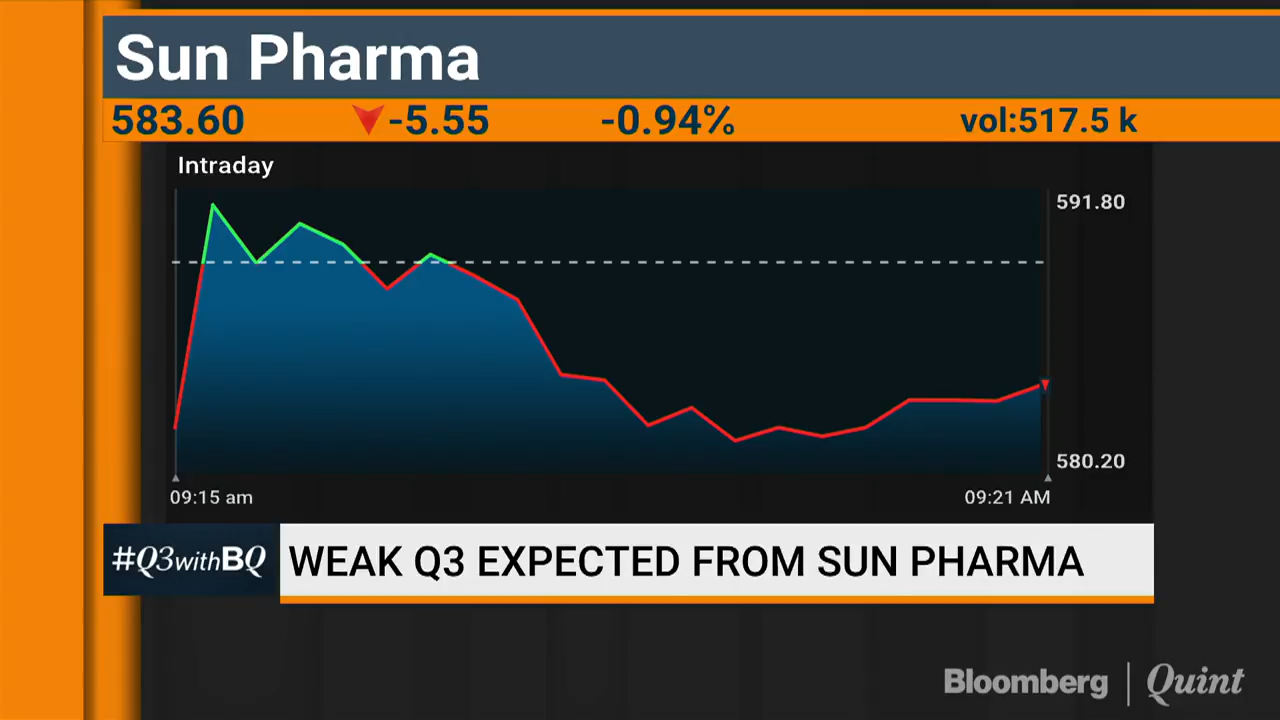 Sun Pharma
583.60 -5.55 -0.94% vol:517.5 k
Intraday
591.80
580.20
09:15 am 09:21 AM
#Q3withBQ WEAK Q3 EXPECTED FROM SUN PHARMA
Bloomberg | Quint